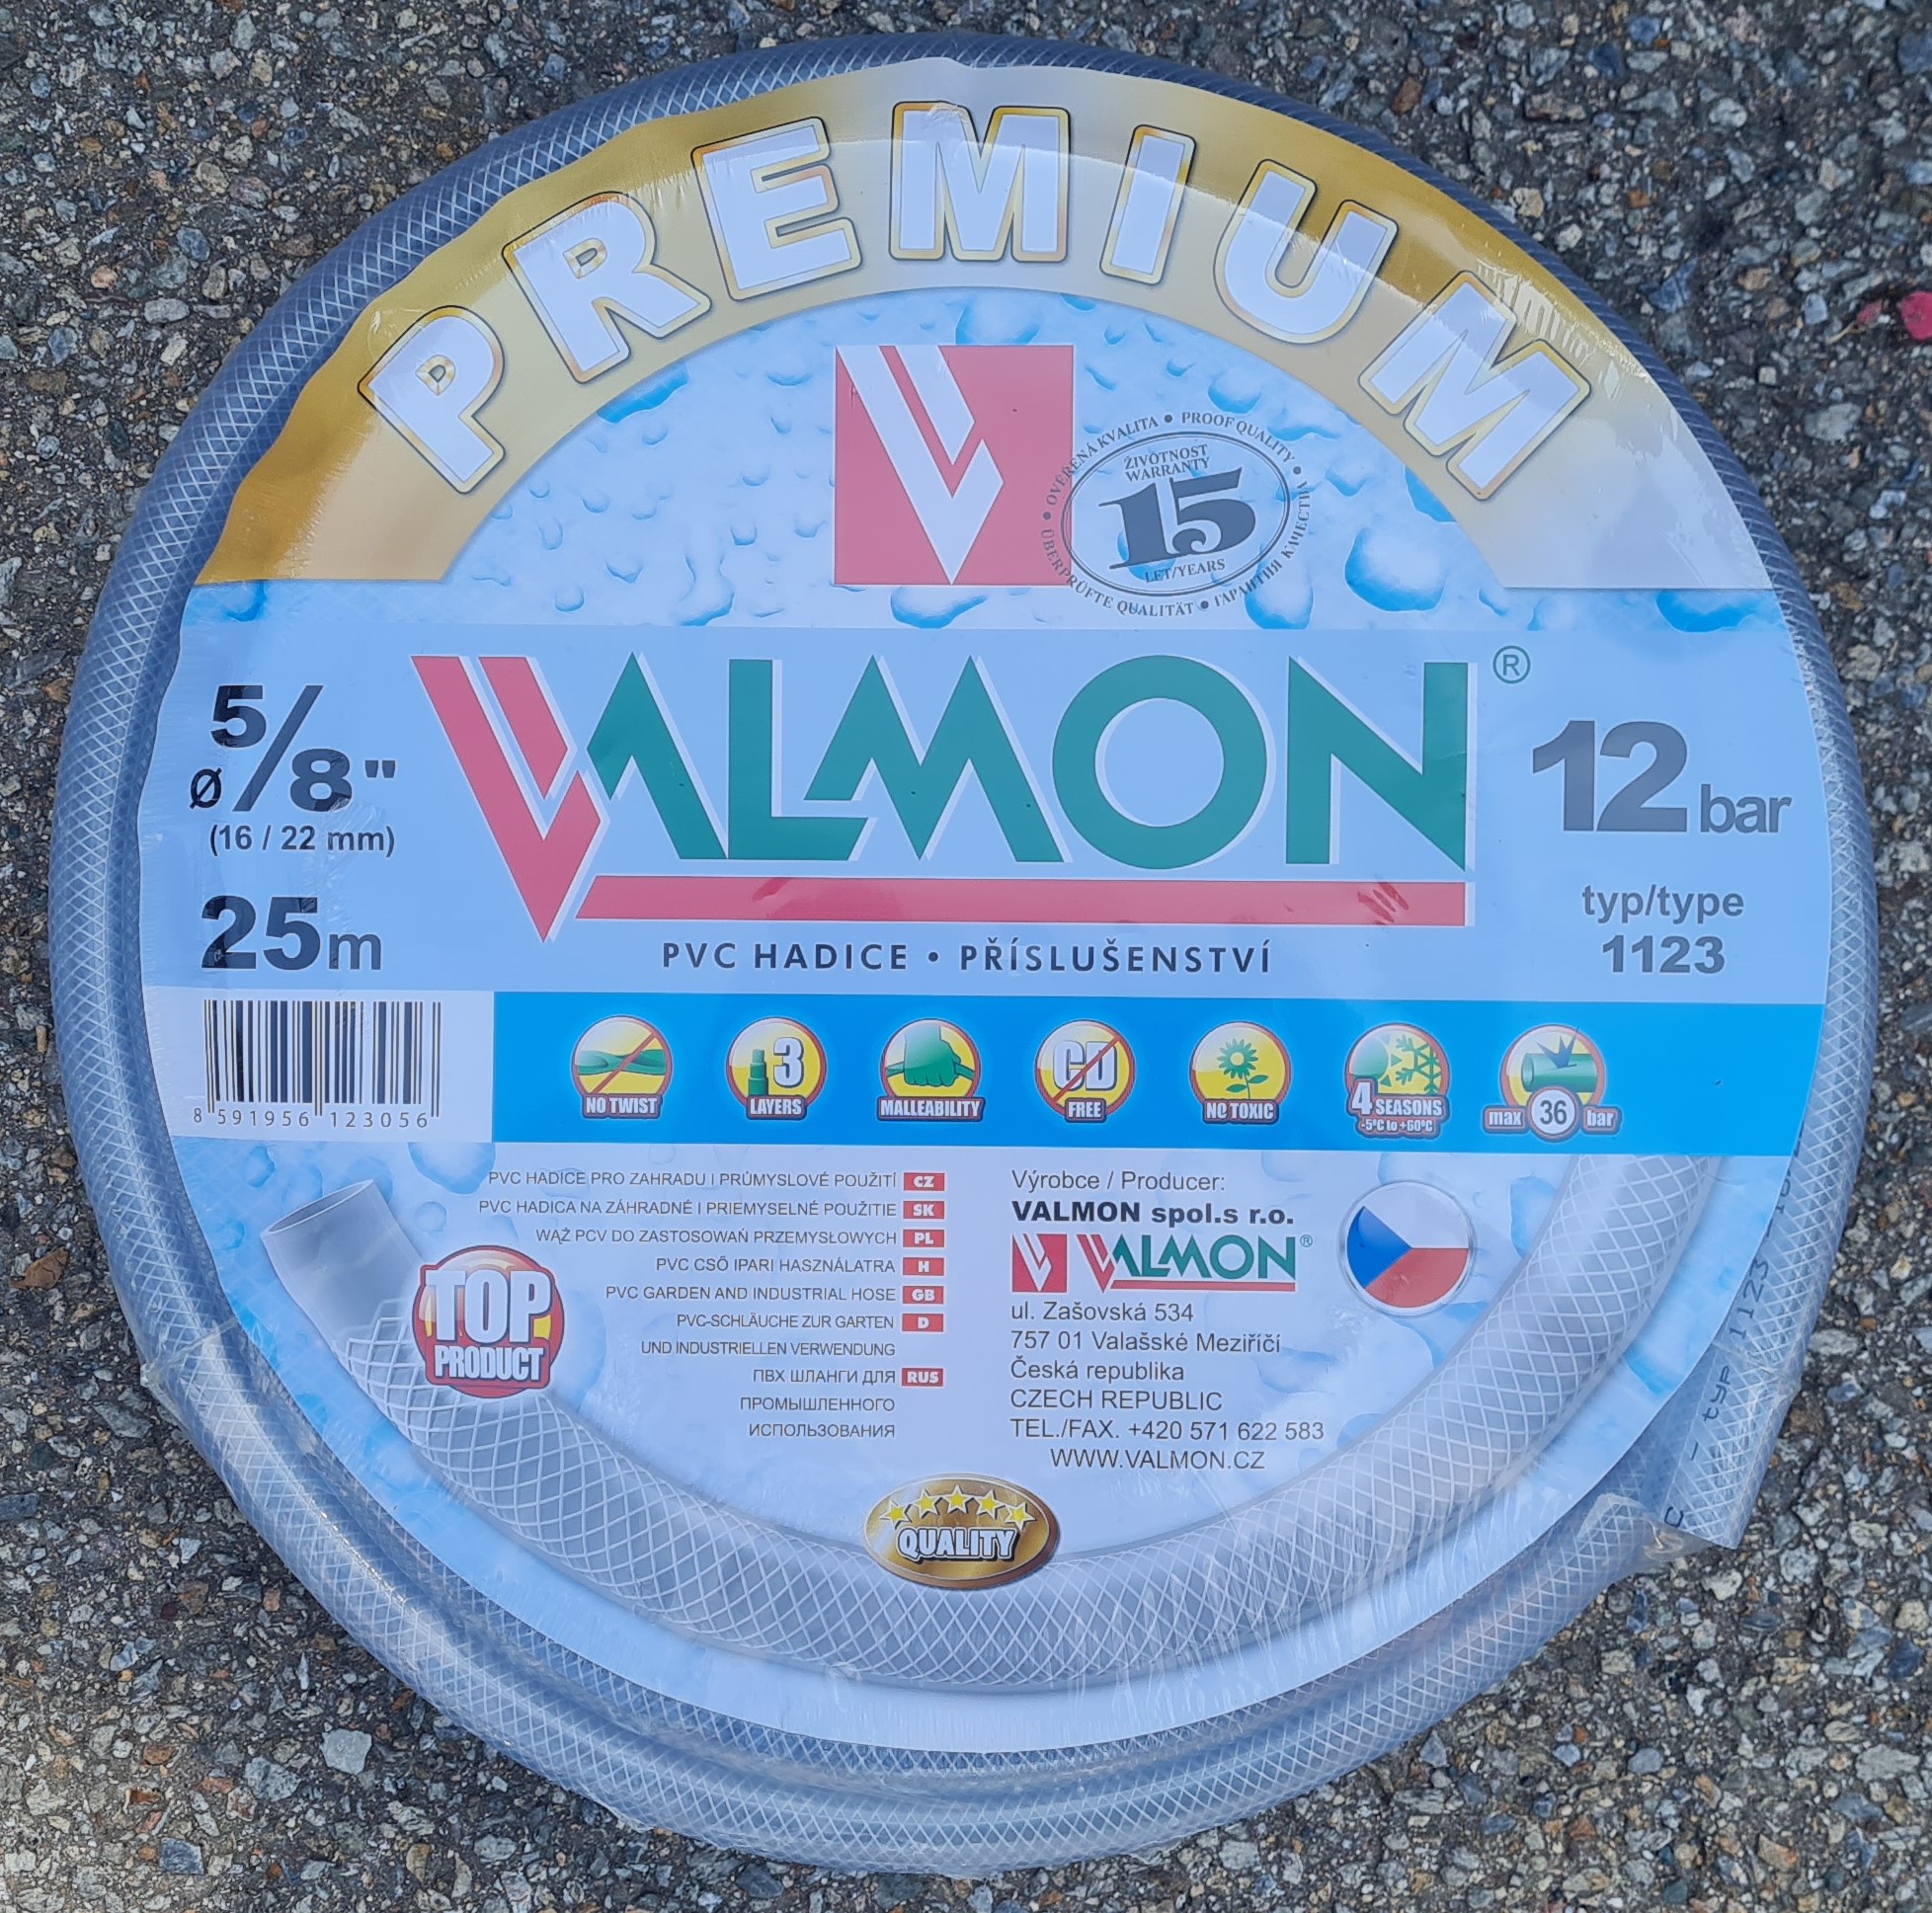 PREMIUM
V
OVĚŘENÁ KVALITA • PROOF QUALITY • ГАРАНТИЯ КАЧЕСТВ • ÜBERPRÜFTE QUALITÄT •
ŽIVOTNOST
WARRANTY
15
LET/YEARS
VALMON®
5/8"
ø
(16 / 22 mm)
25m
12 bar
typ/type
1123
PVC HADICE • PŘÍSLUŠENSTVÍ
8 591956 123056
NO TWIST
3
LAYERS
MALLEABILITY
CD
FREE
NO TOXIC
4 SEASONS
-5°C to +60°C
max 36 bar
PVC HADICE PRO ZAHRADU I PRŮMYSLOVÉ POUŽITÍ CZ
PVC HADICA NA ZÁHRADNÉ I PRIEMYSELNÉ POUŽITIE SK
WĄŻ PCV DO ZASTOSOWAŃ PRZEMYSŁOWYCH PL
PVC CSŐ IPARI HASZNÁLATRA H
PVC GARDEN AND INDUSTRIAL HOSE GB
PVC-SCHLÄUCHE ZUR GARTEN D
UND INDUSTRIELLEN VERWENDUNG
ПВХ ШЛАНГИ ДЛЯ RUS
ПРОМЫШЛЕННОГО
ИСПОЛЬЗОВАНИЯ
TOP
PRODUCT
Výrobce / Producer:
VALMON spol.s r.o.
V VALMON®
ul. Zašovská 534
757 01 Valašské Meziříčí
Česká republika
CZECH REPUBLIC
TEL./FAX. +420 571 622 583
WWW.VALMON.CZ
QUALITY
- typ 1123